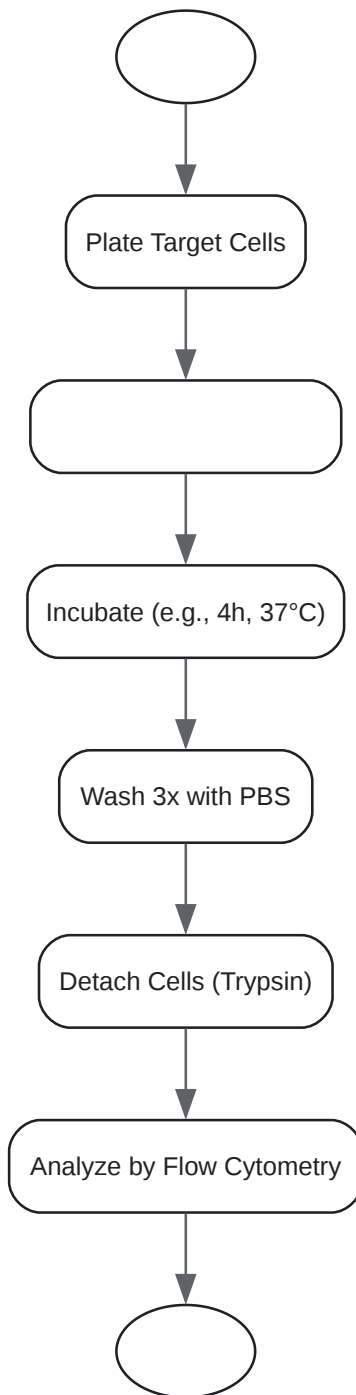 Plate Target Cells
Incubate (e.g., 4h, 37°C)
Wash 3x with PBS
Detach Cells (Trypsin)
Analyze by Flow Cytometry